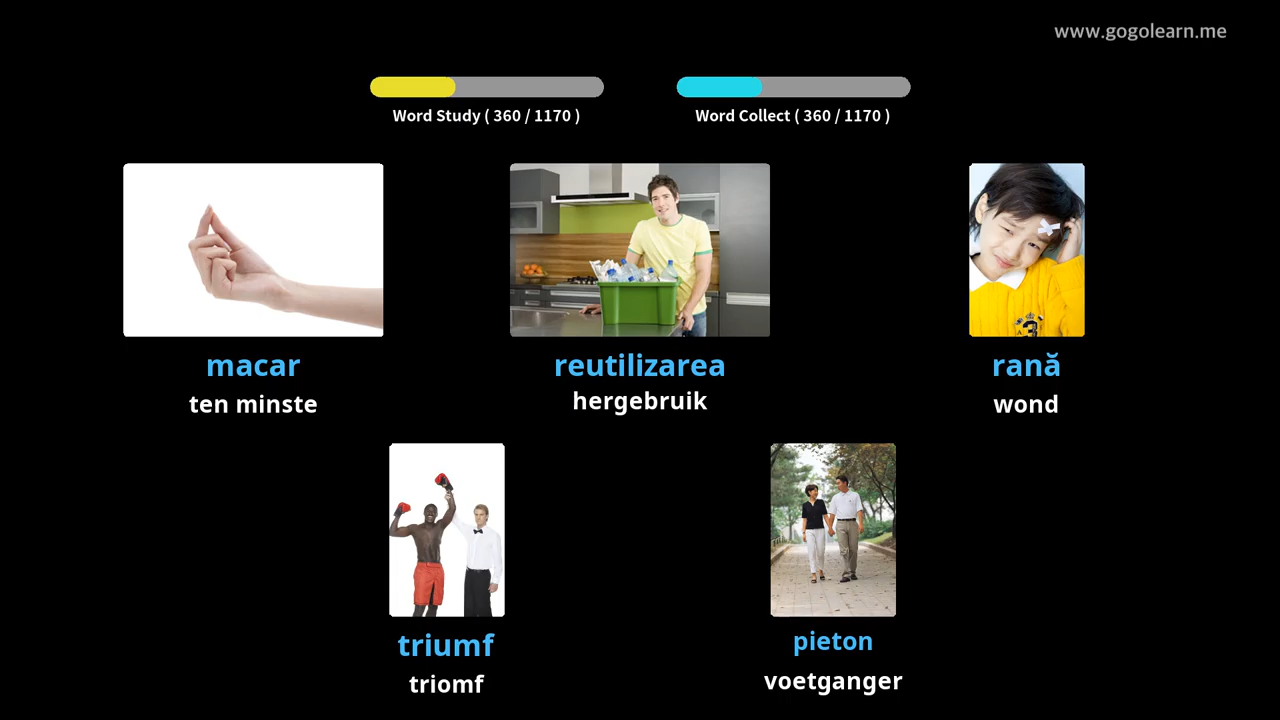 www.gogolearn.me
Word Study ( 360 / 1170 )
Word Collect ( 360 / 1170 )
macar
ten minste
reutilizarea
hergebruik
rană
wond
triumf
triomf
pieton
voetganger